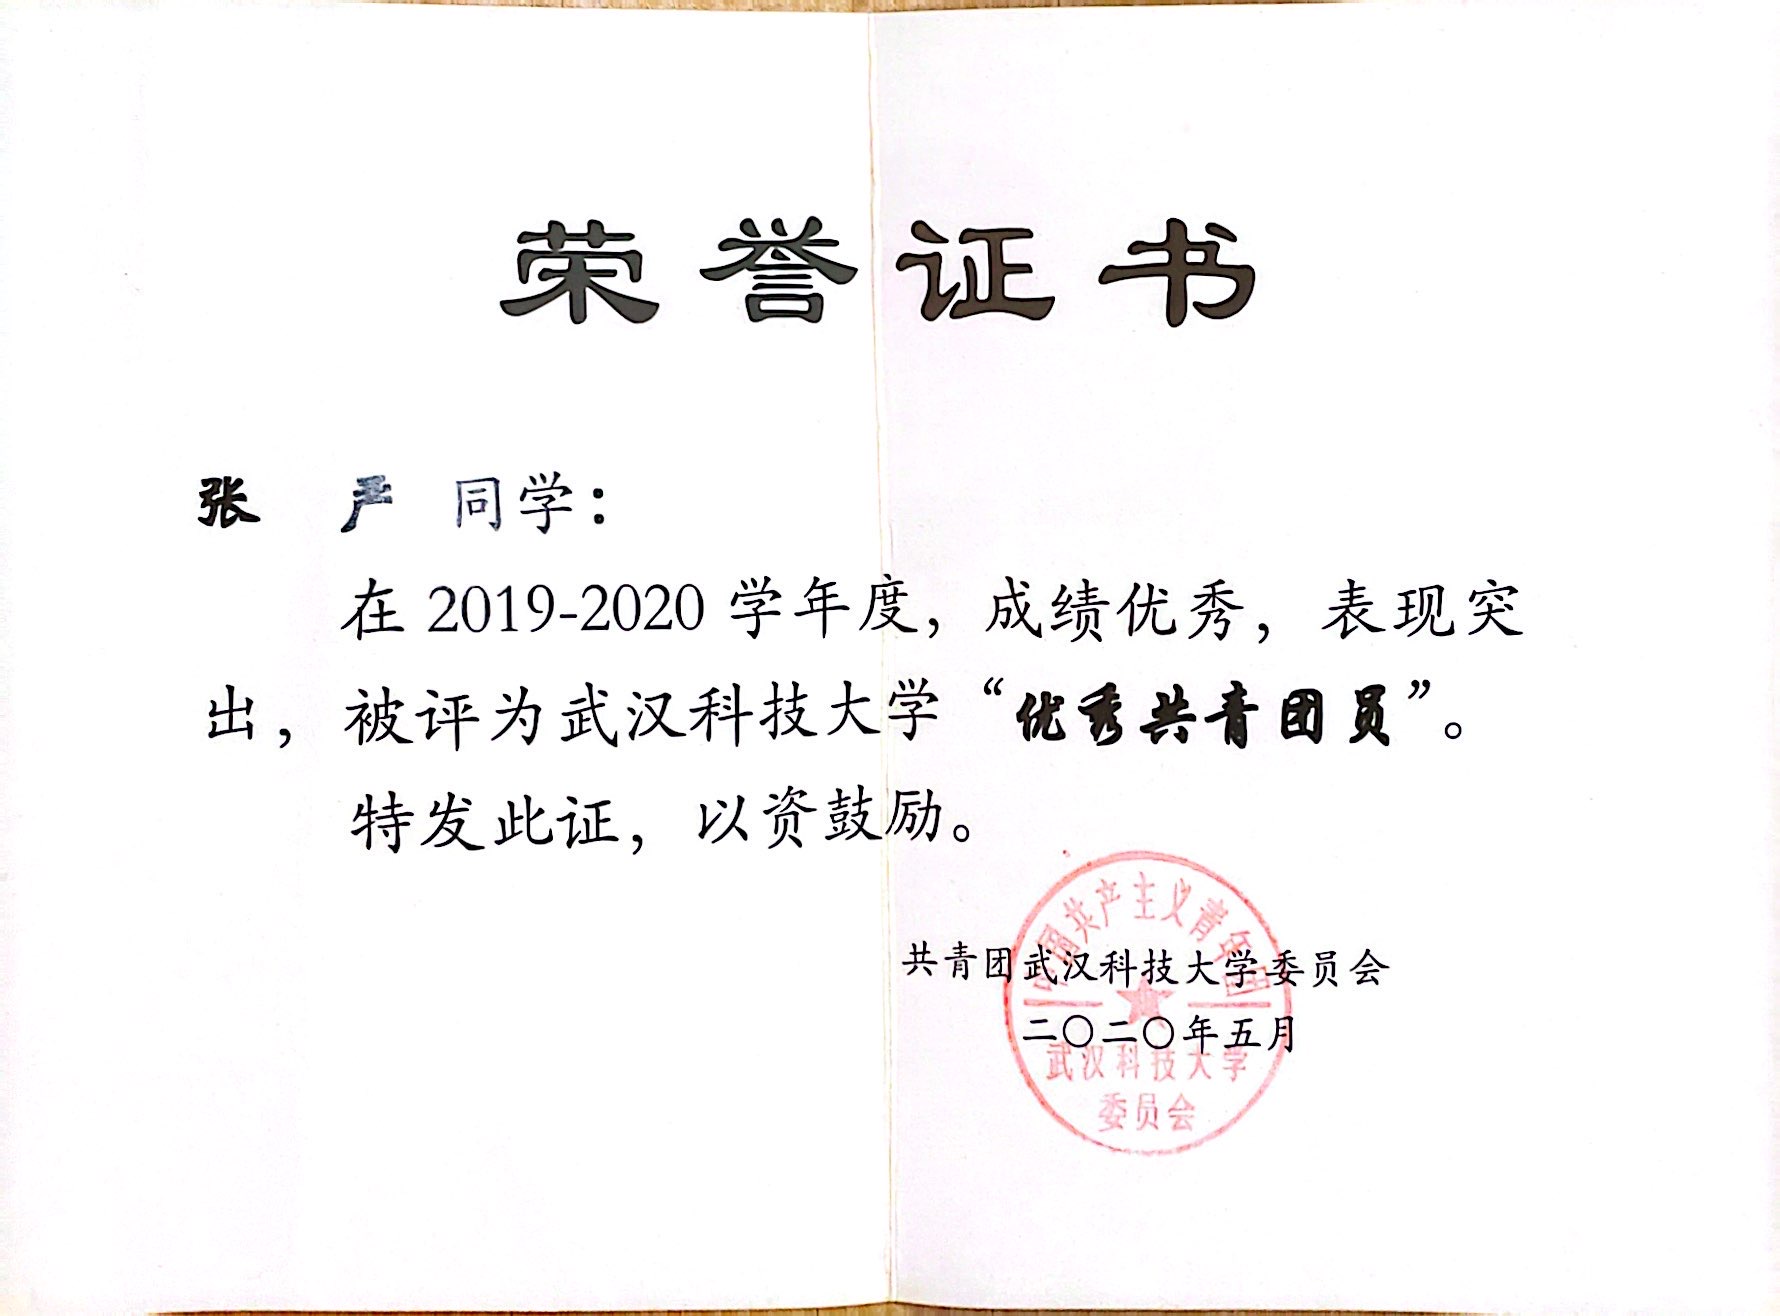 荣誉证书
张 严 同学：
在 2019-2020 学年度，成绩优秀，表现突
出，被评为武汉科技大学“优秀共青团员”。
特发此证，以资鼓励。
共青团武汉科技大学委员会
二〇二〇年五月
中国共产主义青年团
武汉科技大学
委员会